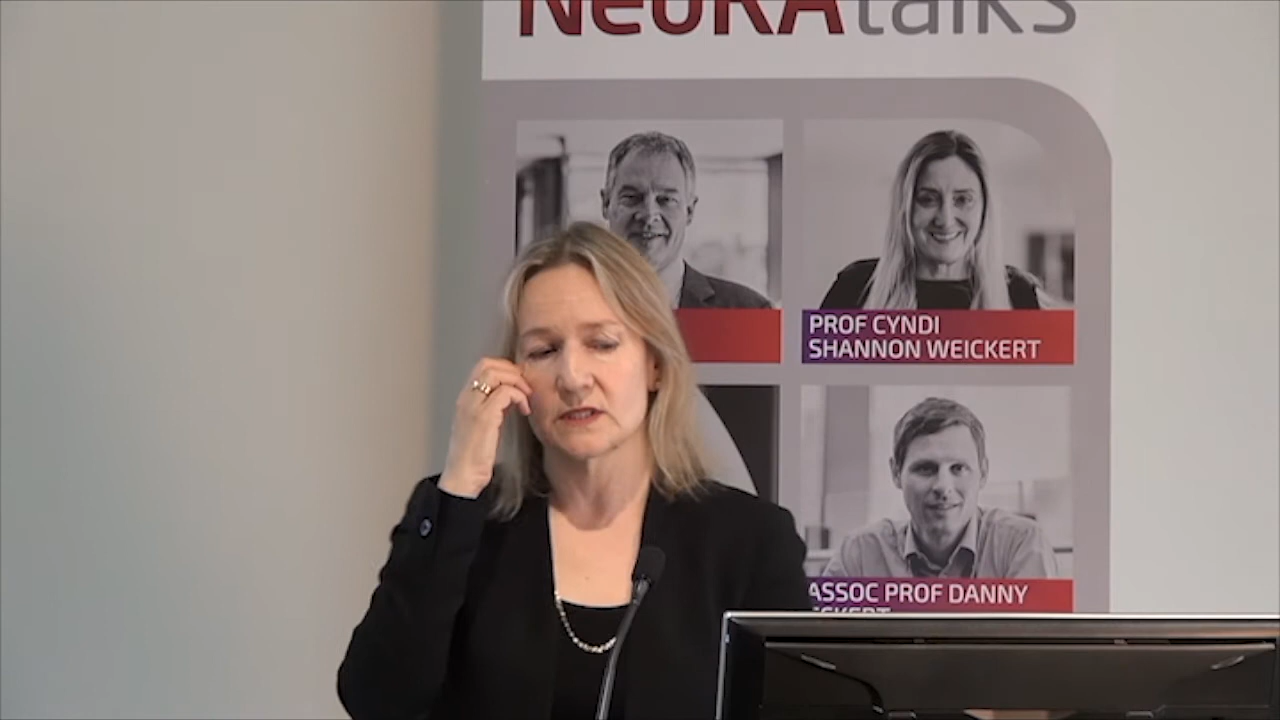 NeuRAtalks
PROF CYNDI
SHANNON WEICKERT
ASSOC PROF DANNY